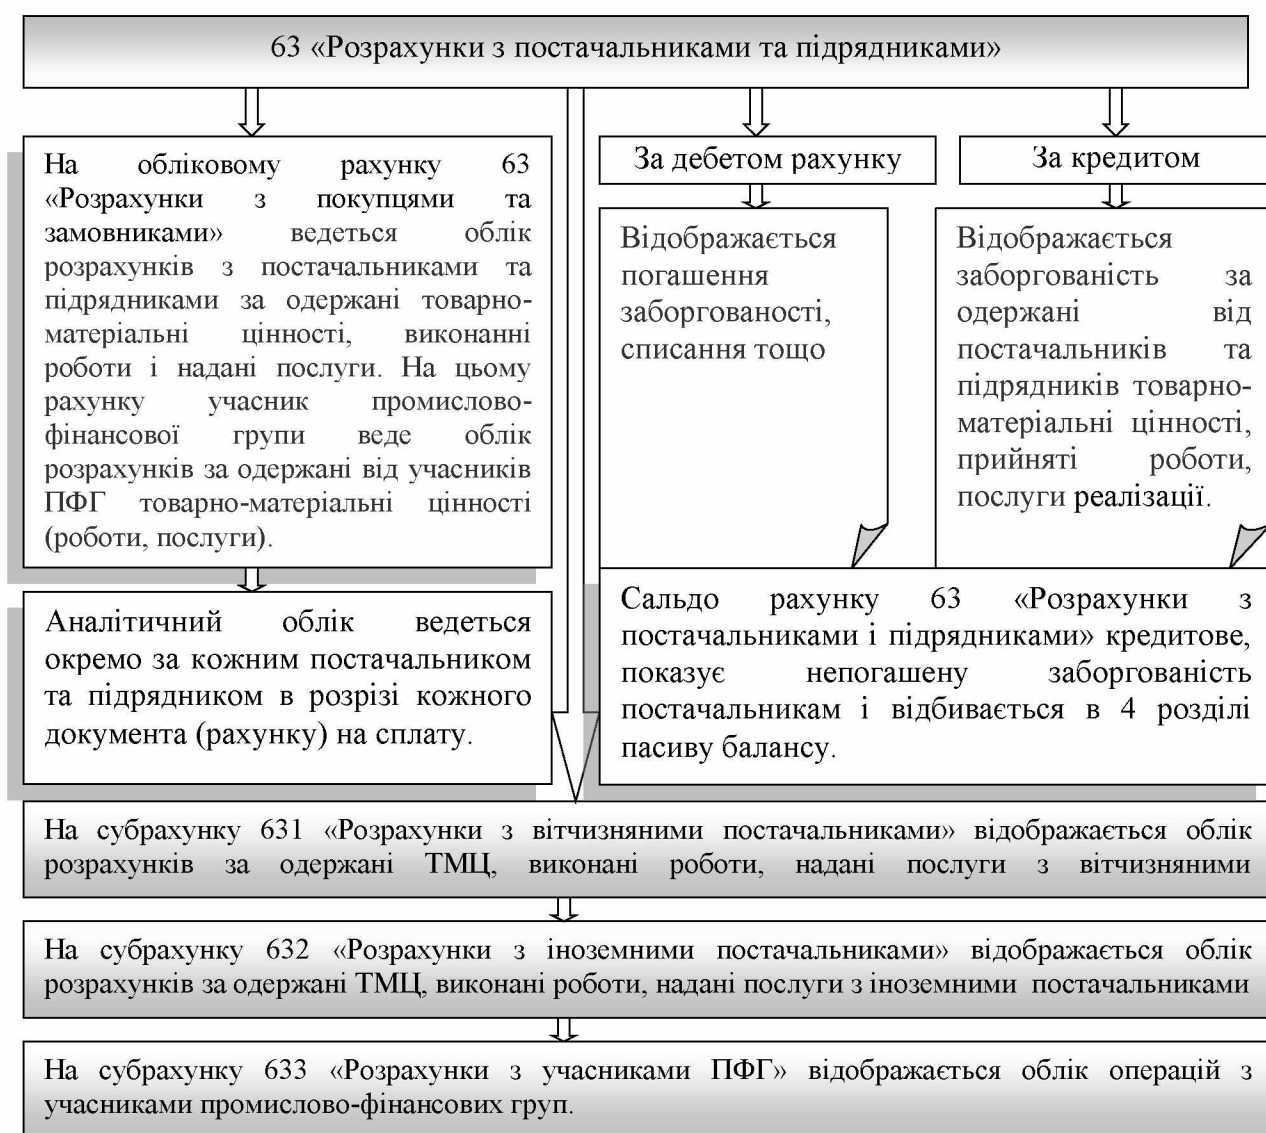 63 «Розрахунки з постачальниками та підрядниками»
На обліковому рахунку 63
«Розрахунки з покупцями та
замовниками» ведеться облік
розрахунків з постачальниками та
підрядниками за одержані товарно-
матеріальні цінності, виконанні
роботи і надані послуги. На цьому
рахунку учасник промислово-
фінансової групи веде облік
розрахунків за одержані від учасників
ПФГ товарно-матеріальні цінності
(роботи, послуги).
Аналітичний облік ведеться
окремо за кожним постачальником
та підрядником в розрізі кожного
документа (рахунку) на сплату.
За дебетом рахунку
Відображається
погашення
заборгованості,
списання тощо
За кредитом
Відображається
заборгованість за
одержані від
постачальників та
підрядників товарно-
матеріальні цінності,
прийняті роботи,
послуги реалізації.
Сальдо рахунку 63 «Розрахунки з
постачальниками і підрядниками» кредитове,
показує непогашену заборгованість
постачальникам і відбивається в 4 розділі
пасиву балансу.
На субрахунку 631 «Розрахунки з вітчизняними постачальниками» відображається облік
розрахунків за одержані ТМЦ, виконані роботи, надані послуги з вітчизняними
На субрахунку 632 «Розрахунки з іноземними постачальниками» відображається облік
розрахунків за одержані ТМЦ, виконані роботи, надані послуги з іноземними постачальниками
На субрахунку 633 «Розрахунки з учасниками ПФГ» відображається облік операцій з
учасниками промислово-фінансових груп.